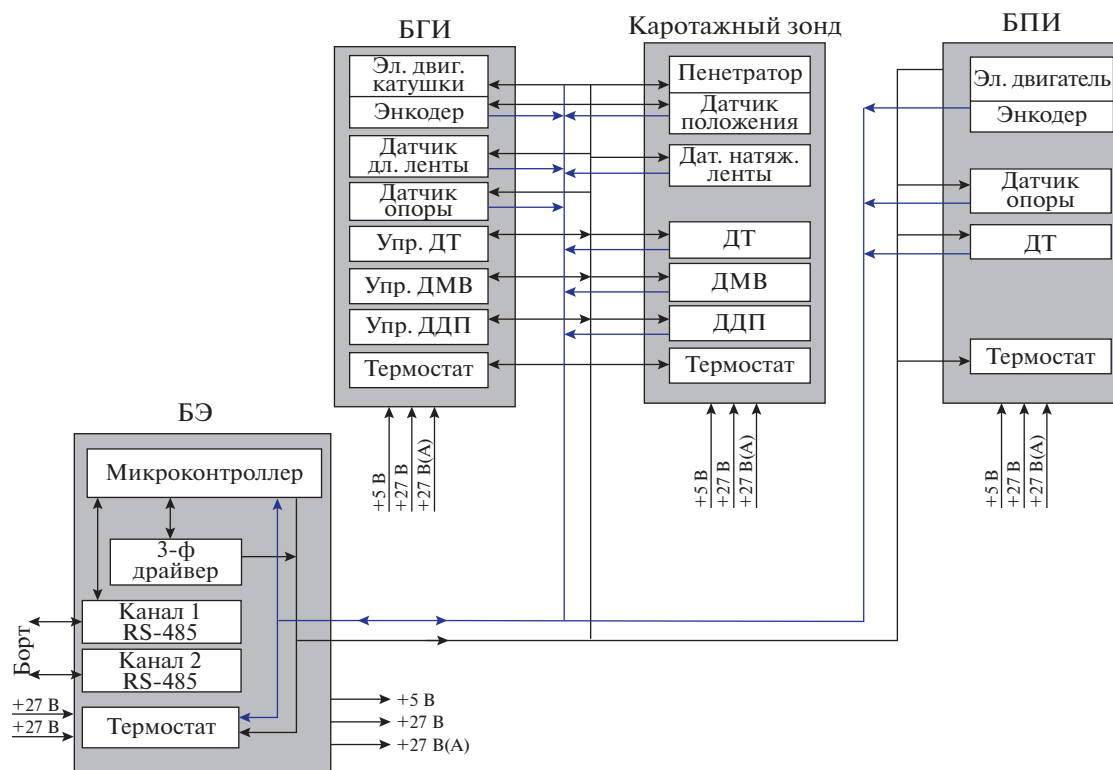 БГИ
Эл. двиг.
катушки
Энкодер
Датчик
дл. ленты
Датчик
опоры
Упр. ДТ
Упр. ДМВ
Упр. ДДП
Термостат
+5 В
+27 В
+27 В(А)
Каротажный зонд
Пенетратор
Датчик
положения
Дат. натяж.
ленты
ДТ
ДМВ
ДДП
Термостат
+5 В
+27 В
+27 В(А)
БПИ
Эл. двигатель
Энкодер
Датчик
опоры
ДТ
Термостат
+5 В
+27 В
+27 В(А)
БЭ
Микроконтроллер
3-ф
драйвер
Канал 1
RS-485
Канал 2
RS-485
Термостат
Борт
+27 В
+27 В
+5 В
+27 В
+27 В(А)